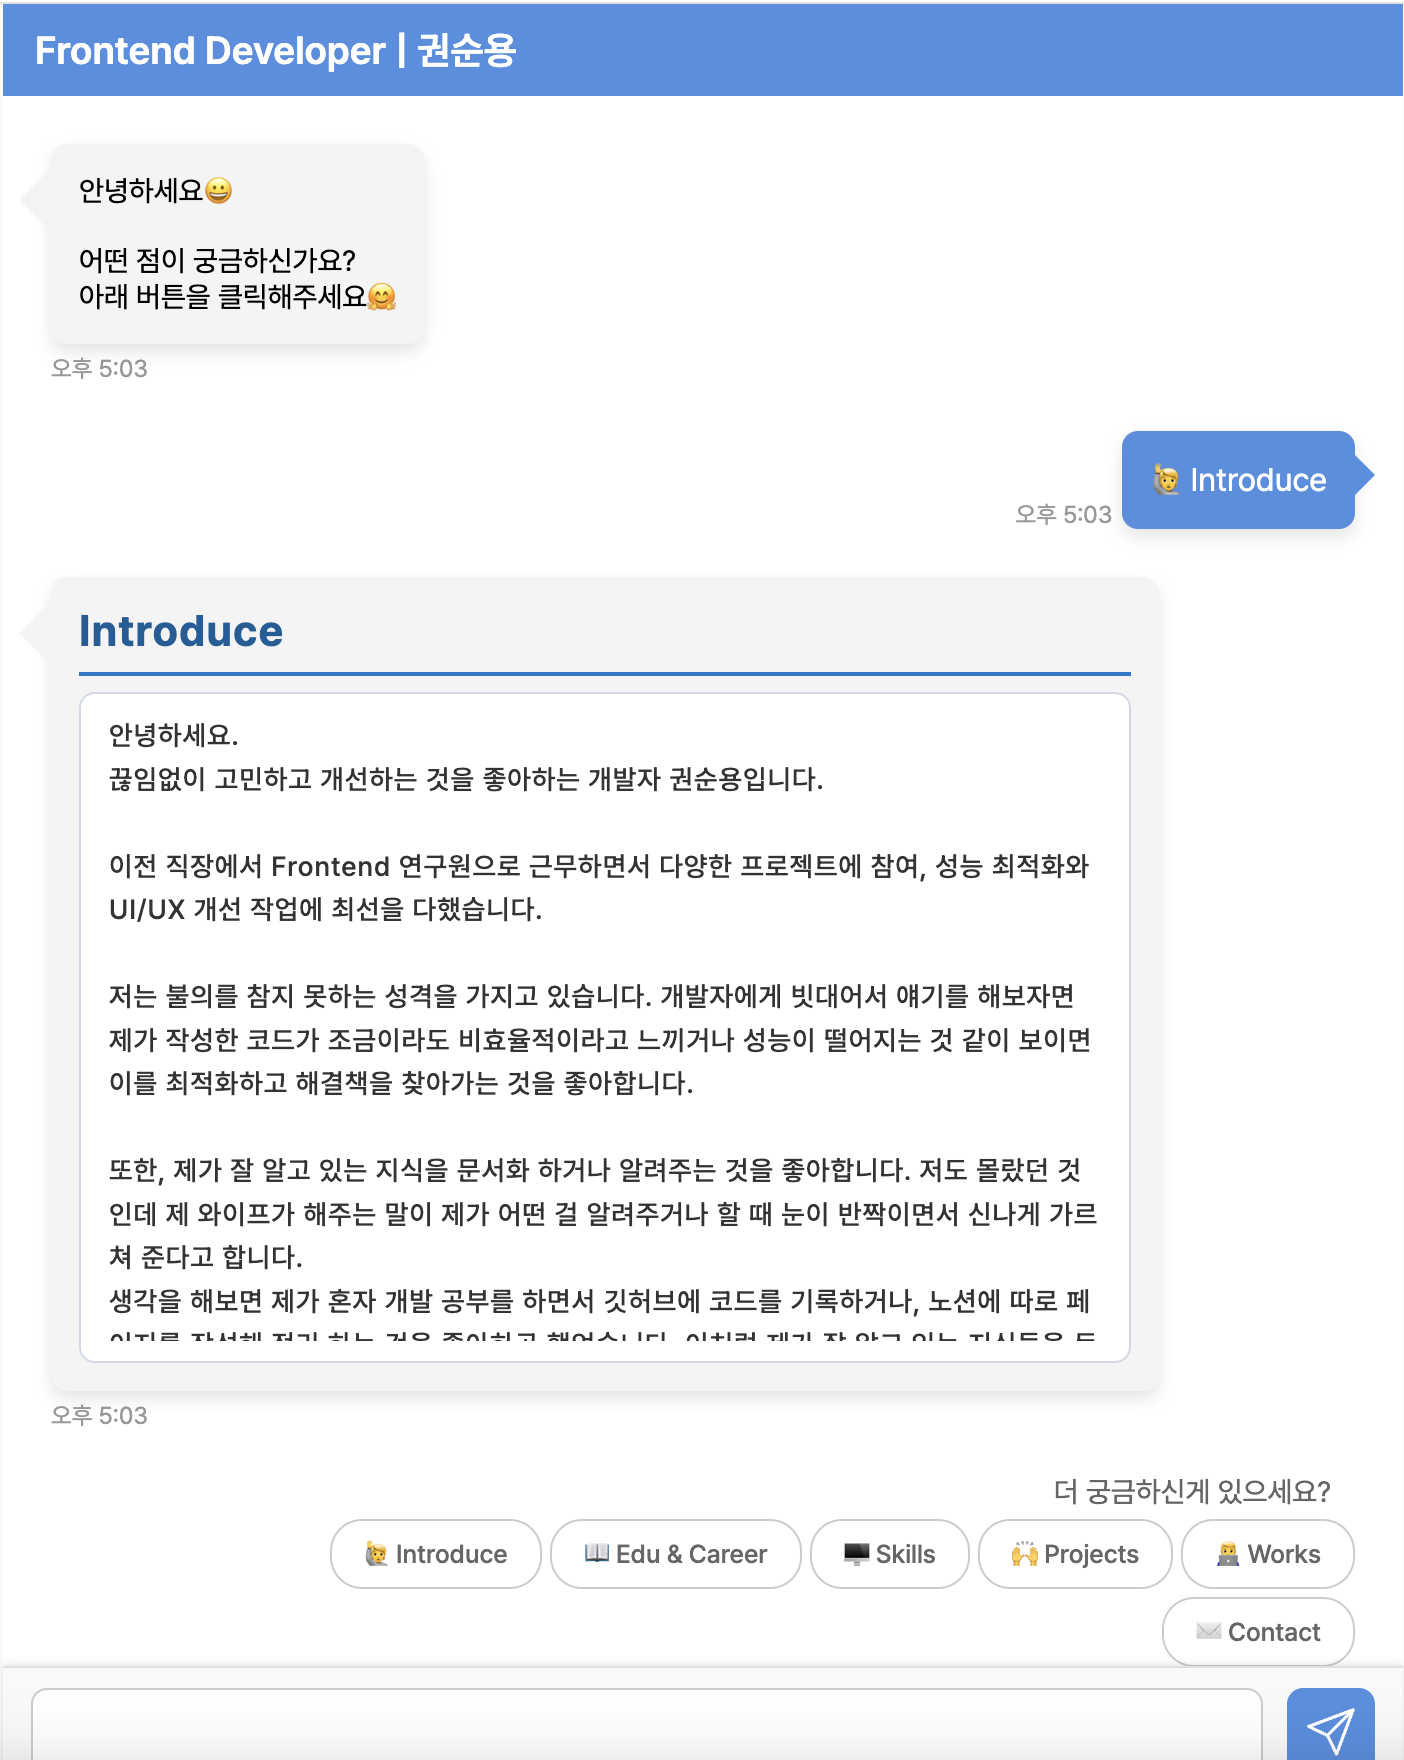 Frontend Developer | 권순용
안녕하세요😀
어떤 점이 궁금하신가요?
아래 버튼을 클릭해주세요🤗
오후 5:03
🙋 Introduce
오후 5:03
Introduce
안녕하세요.
끊임없이 고민하고 개선하는 것을 좋아하는 개발자 권순용입니다.
이전 직장에서 Frontend 연구원으로 근무하면서 다양한 프로젝트에 참여, 성능 최적화와
UI/UX 개선 작업에 최선을 다했습니다.
저는 불의를 참지 못하는 성격을 가지고 있습니다. 개발자에게 빗대어서 얘기를 해보자면
제가 작성한 코드가 조금이라도 비효율적이라고 느끼거나 성능이 떨어지는 것 같이 보이면
이를 최적화하고 해결책을 찾아가는 것을 좋아합니다.
또한, 제가 잘 알고 있는 지식을 문서화 하거나 알려주는 것을 좋아합니다. 저도 몰랐던 것
인데 제 와이프가 해주는 말이 제가 어떤 걸 알려주거나 할 때 눈이 반짝이면서 신나게 가르
쳐 준다고 합니다.
생각을 해보면 제가 혼자 개발 공부를 하면서 깃허브에 코드를 기록하거나, 노션에 따로 페
오후 5:03
더 궁금하신게 있으세요?
🙋 Introduce
📖 Edu & Career
🖥️ Skills
🙌 Projects
🧑‍💻 Works
✉️ Contact